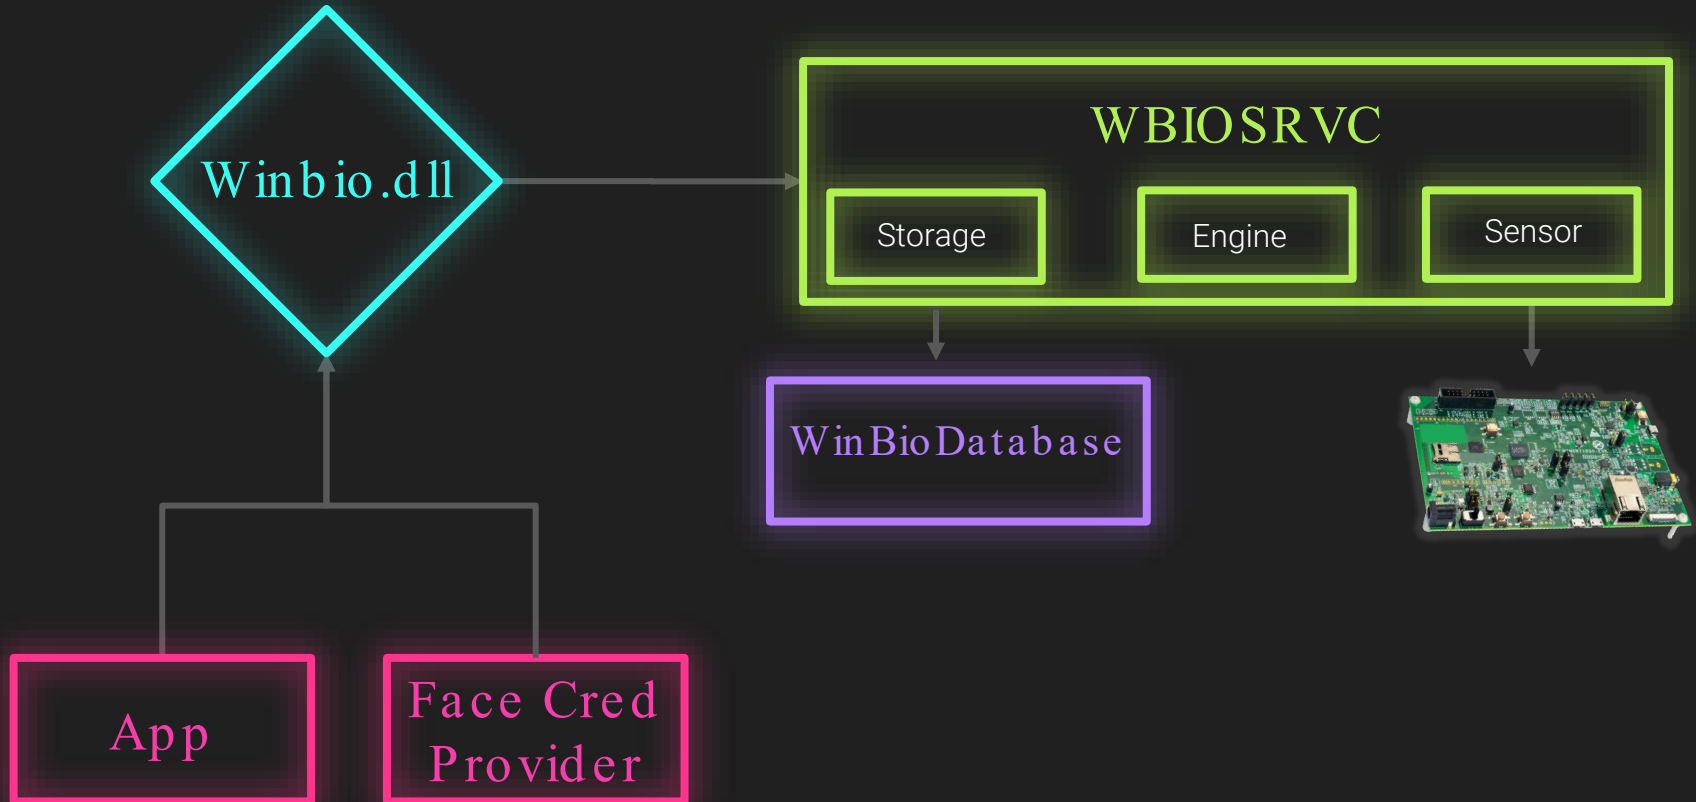 Winbio.dll
WBIOSRVC
Storage
Engine
Sensor
WinBioDatabase
App
Face Cred
Provider